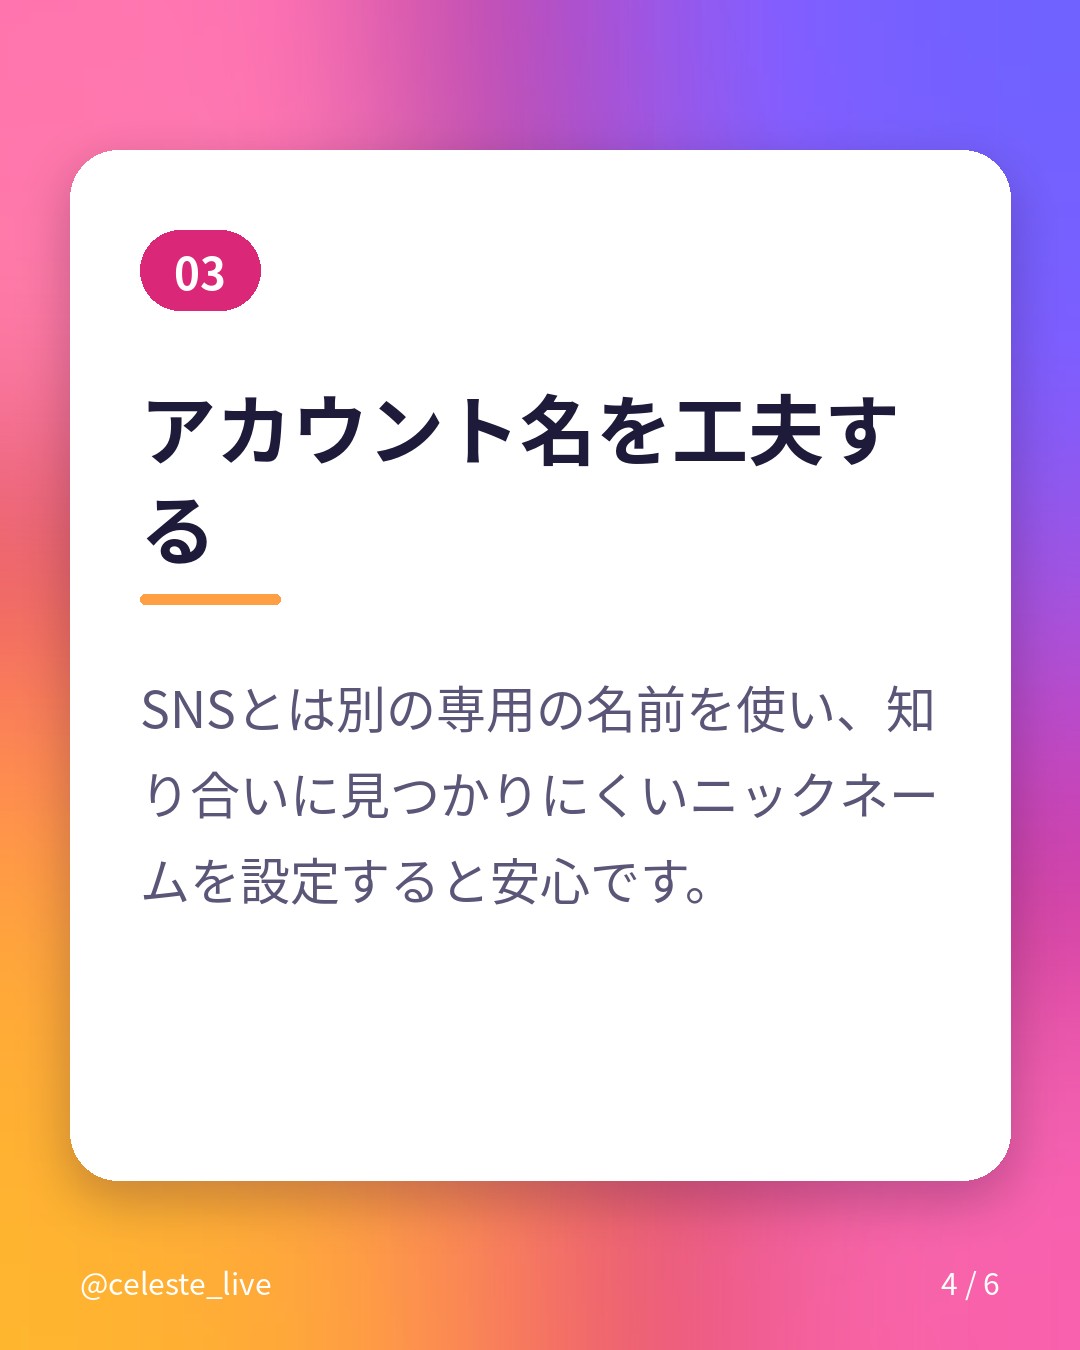 03
アカウント名を工夫す
る
SNSとは別の専用の名前を使い、知
り合いに見つかりにくいニックネー
ムを設定すると安心です。
@celeste_live
4 / 6